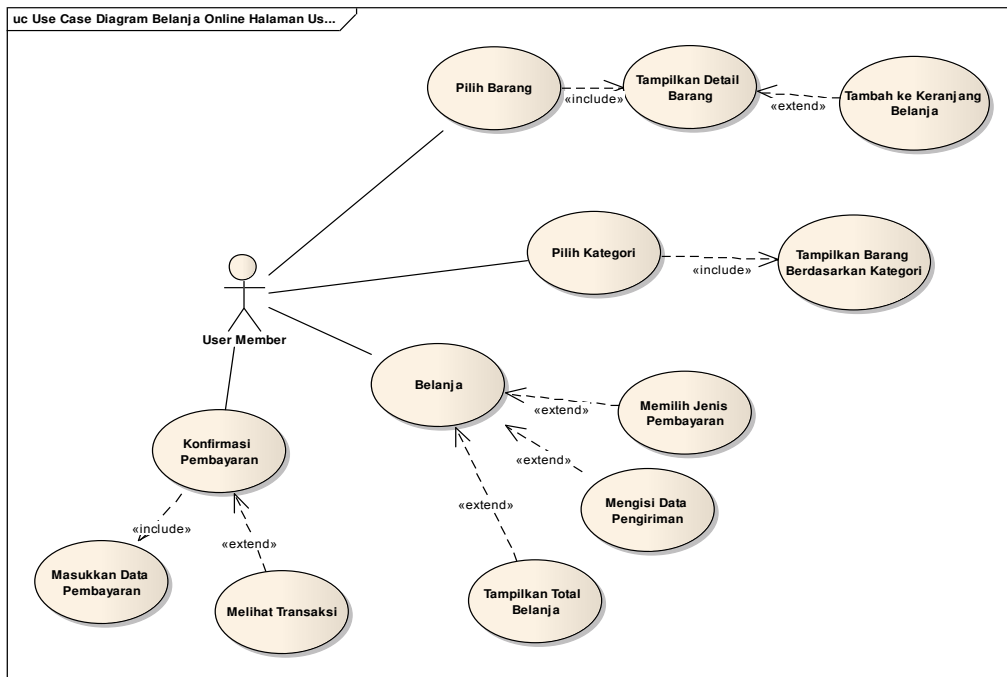 uc Use Case Diagram Belanja Online Halaman Us...
Pilih Barang
«include»
Tampilkan Detail
Barang
«extend»
Tambah ke Keranjang
Belanja
Pilih Kategori
«include»
Tampilkan Barang
Berdasarkan Kategori
User Member
Belanja
«extend»
Memilih Jenis
Pembayaran
«extend»
Mengisi Data
Pengiriman
«extend»
Tampilkan Total
Belanja
Konfirmasi
Pembayaran
«include»
Masukkan Data
Pembayaran
«extend»
Melihat Transaksi